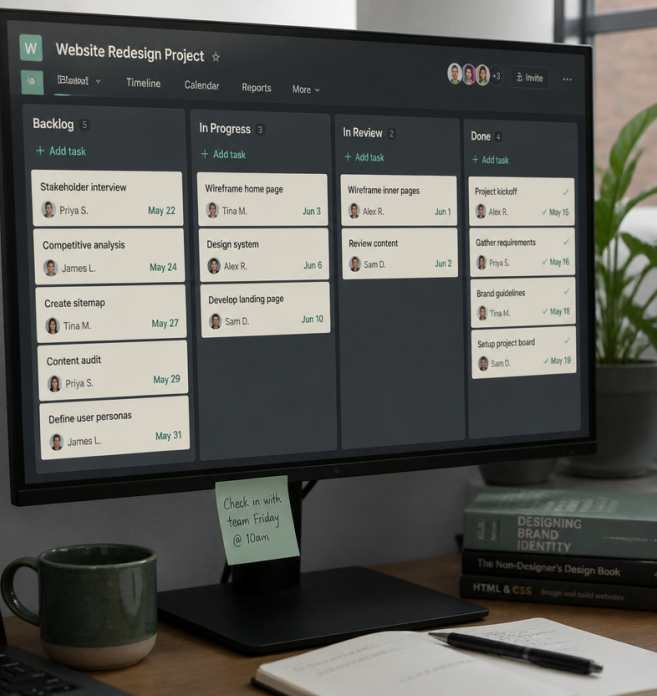 W
Website Redesign Project ☆
+3
Invite
Timeline
Calendar
Reports
More
Backlog 5
+ Add task
Stakeholder interview
Priya S. May 22
Competitive analysis
James L. May 24
Create sitemap
Tina M. May 27
Content audit
Priya S. May 29
Define user personas
James L. May 31
In Progress 3
+ Add task
Wireframe home page
Tina M. Jun 3
Design system
Alex R. Jun 6
Develop landing page
Sam D. Jun 10
In Review 2
+ Add task
Wireframe inner pages
Alex R. Jun 1
Review content
Sam D. Jun 2
Done 4
+ Add task
Project kickoff ✓
Alex R. ✓ May 15
Gather requirements ✓
Priya S. ✓ May 16
Brand guidelines ✓
Tina M. ✓ May 18
Setup project board ✓
Sam D. ✓ May 19
Check in with
team Friday
@ 10am
DESIGNING
BRAND
IDENTITY
The Non-Designer's Design Book
HTML & CSS design and build websites